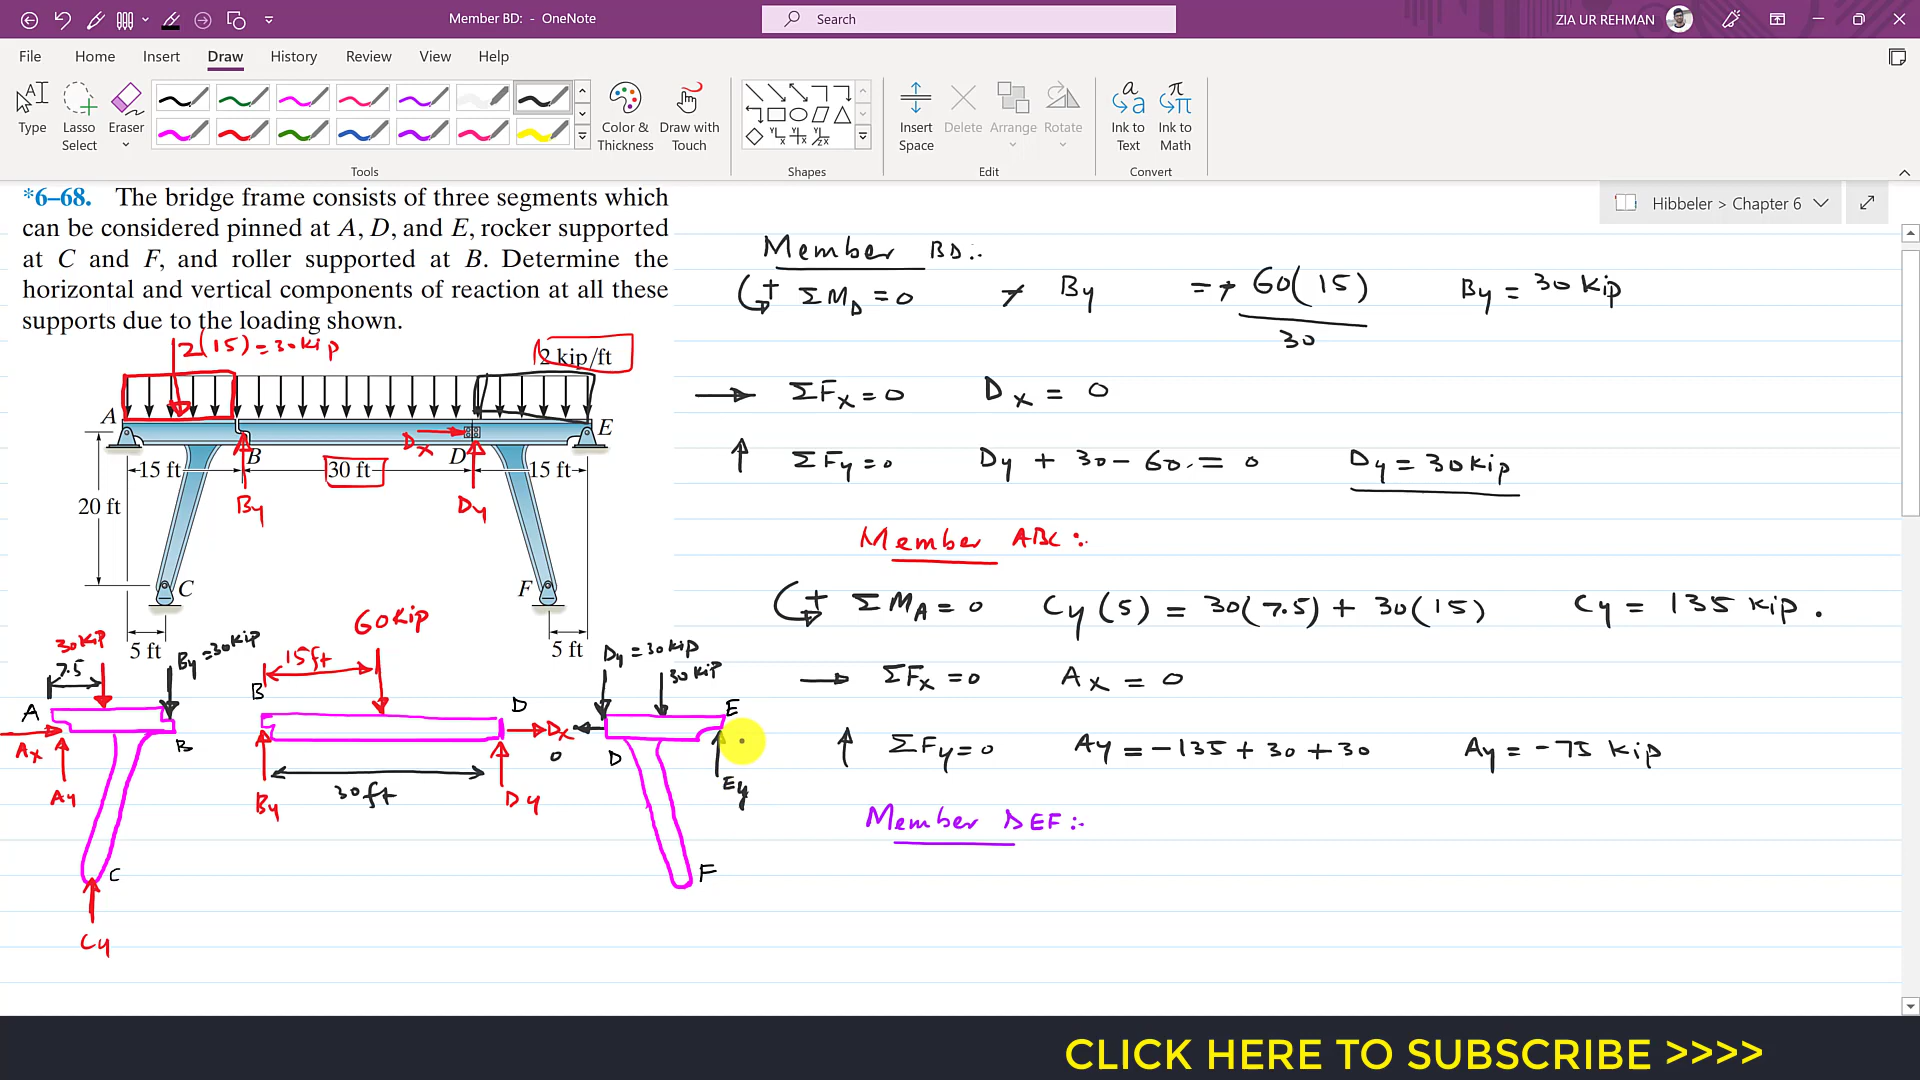 Member BD: - OneNote
Search
ZIA UR REHMAN
File Home Insert Draw History Review View Help
Type
Lasso Select
Eraser
Color & Thickness
Draw with Touch
Insert Space
Delete
Arrange
Rotate
Ink to Text
Ink to Math
Tools
Shapes
Edit
Convert
Hibbeler > Chapter 6
*6–68. The bridge frame consists of three segments which
can be considered pinned at A, D, and E, rocker supported
at C and F, and roller supported at B. Determine the
horizontal and vertical components of reaction at all these
supports due to the loading shown.
2(15) = 30 kip
2 kip/ft
A
E
B
D
Dx
15 ft
30 ft
15 ft
20 ft
By
Dy
C
F
5 ft
5 ft
60 kip
30 kip
7.5
By = 30 kip
15 ft
Dy = 30 kip
30 kip
A
B
B
D
Dx
0
D
E
Ax
Ay
By
30 ft
Dy
Ey
C
F
Cy
Member BD:.
(+ ΣMD = 0 By = 60(15) / 30 By = 30 kip
→ ΣFx = 0 Dx = 0
↑ ΣFy = 0 Dy + 30 - 60 = 0 Dy = 30 kip
Member ABC:.
(+ ΣMA = 0 Cy (5) = 30(7.5) + 30(15) Cy = 135 kip.
→ ΣFx = 0 Ax = 0
↑ ΣFy = 0 Ay = -135 + 30 + 30 Ay = -75 kip
Member DEF:.
CLICK HERE TO SUBSCRIBE >>>>